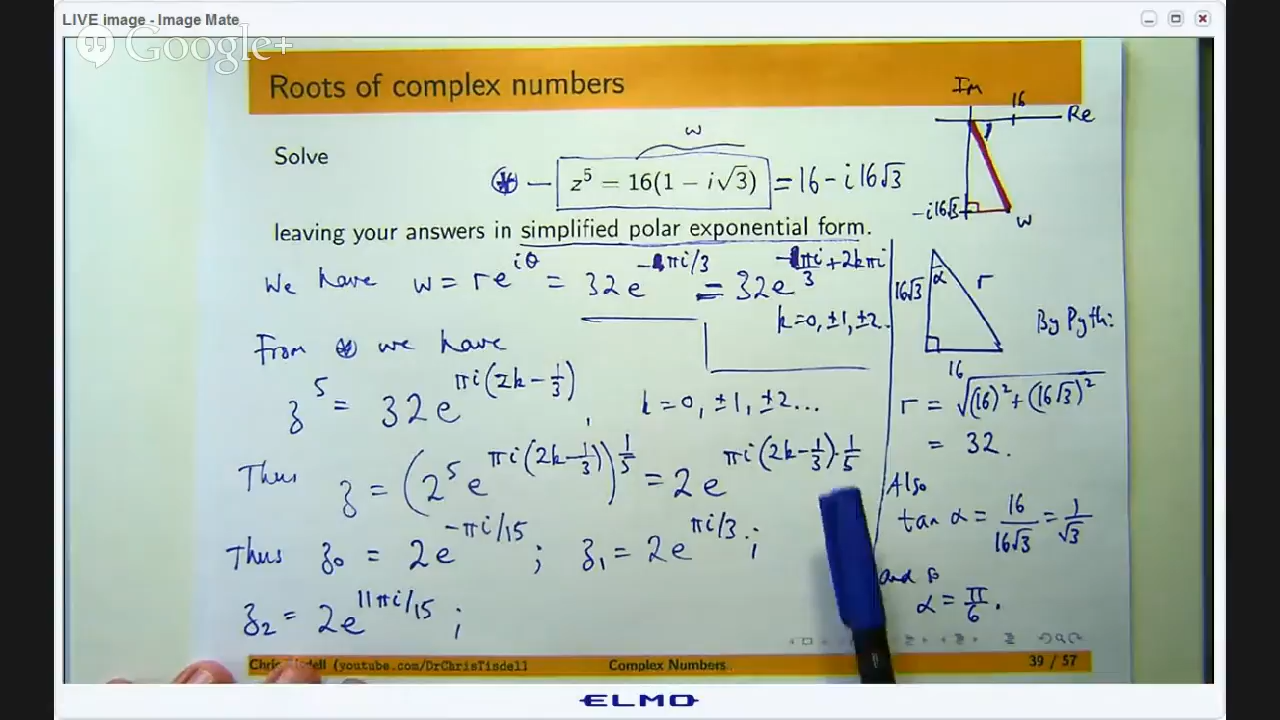 LIVE image - Image Mate
Google+
Roots of complex numbers
Solve
w
⊛ — z⁵ = 16(1 − i√3) = 16 − i16√3
leaving your answers in simplified polar exponential form.
We have w = re^{iθ} = 32e^{-πi/3} = 32e^{-πi/3 + 2kπi}
k=0, ±1, ±2..
From ⊛ we have
z⁵ = 32e^{πi(2k − 1/3)}, k = 0, ±1, ±2...
Thus z = (2⁵e^{πi(2k − 1/3)})^{1/5} = 2e^{πi(2k − 1/3)·1/5}
Thus z₀ = 2e^{-πi/15} ; z₁ = 2e^{πi/3} ;
z₂ = 2e^{11πi/15} ;
Im
16
Re
-i16√3
w
16√3
α
r
16
By Pyth:
r = √((16)² + (16√3)²)
= 32.
Also
tan α = 16/16√3 = 1/√3
and so
α = π/6.
Chris Tisdell (youtube.com/DrChrisTisdell
Complex Numbers
39 / 57
ELMO